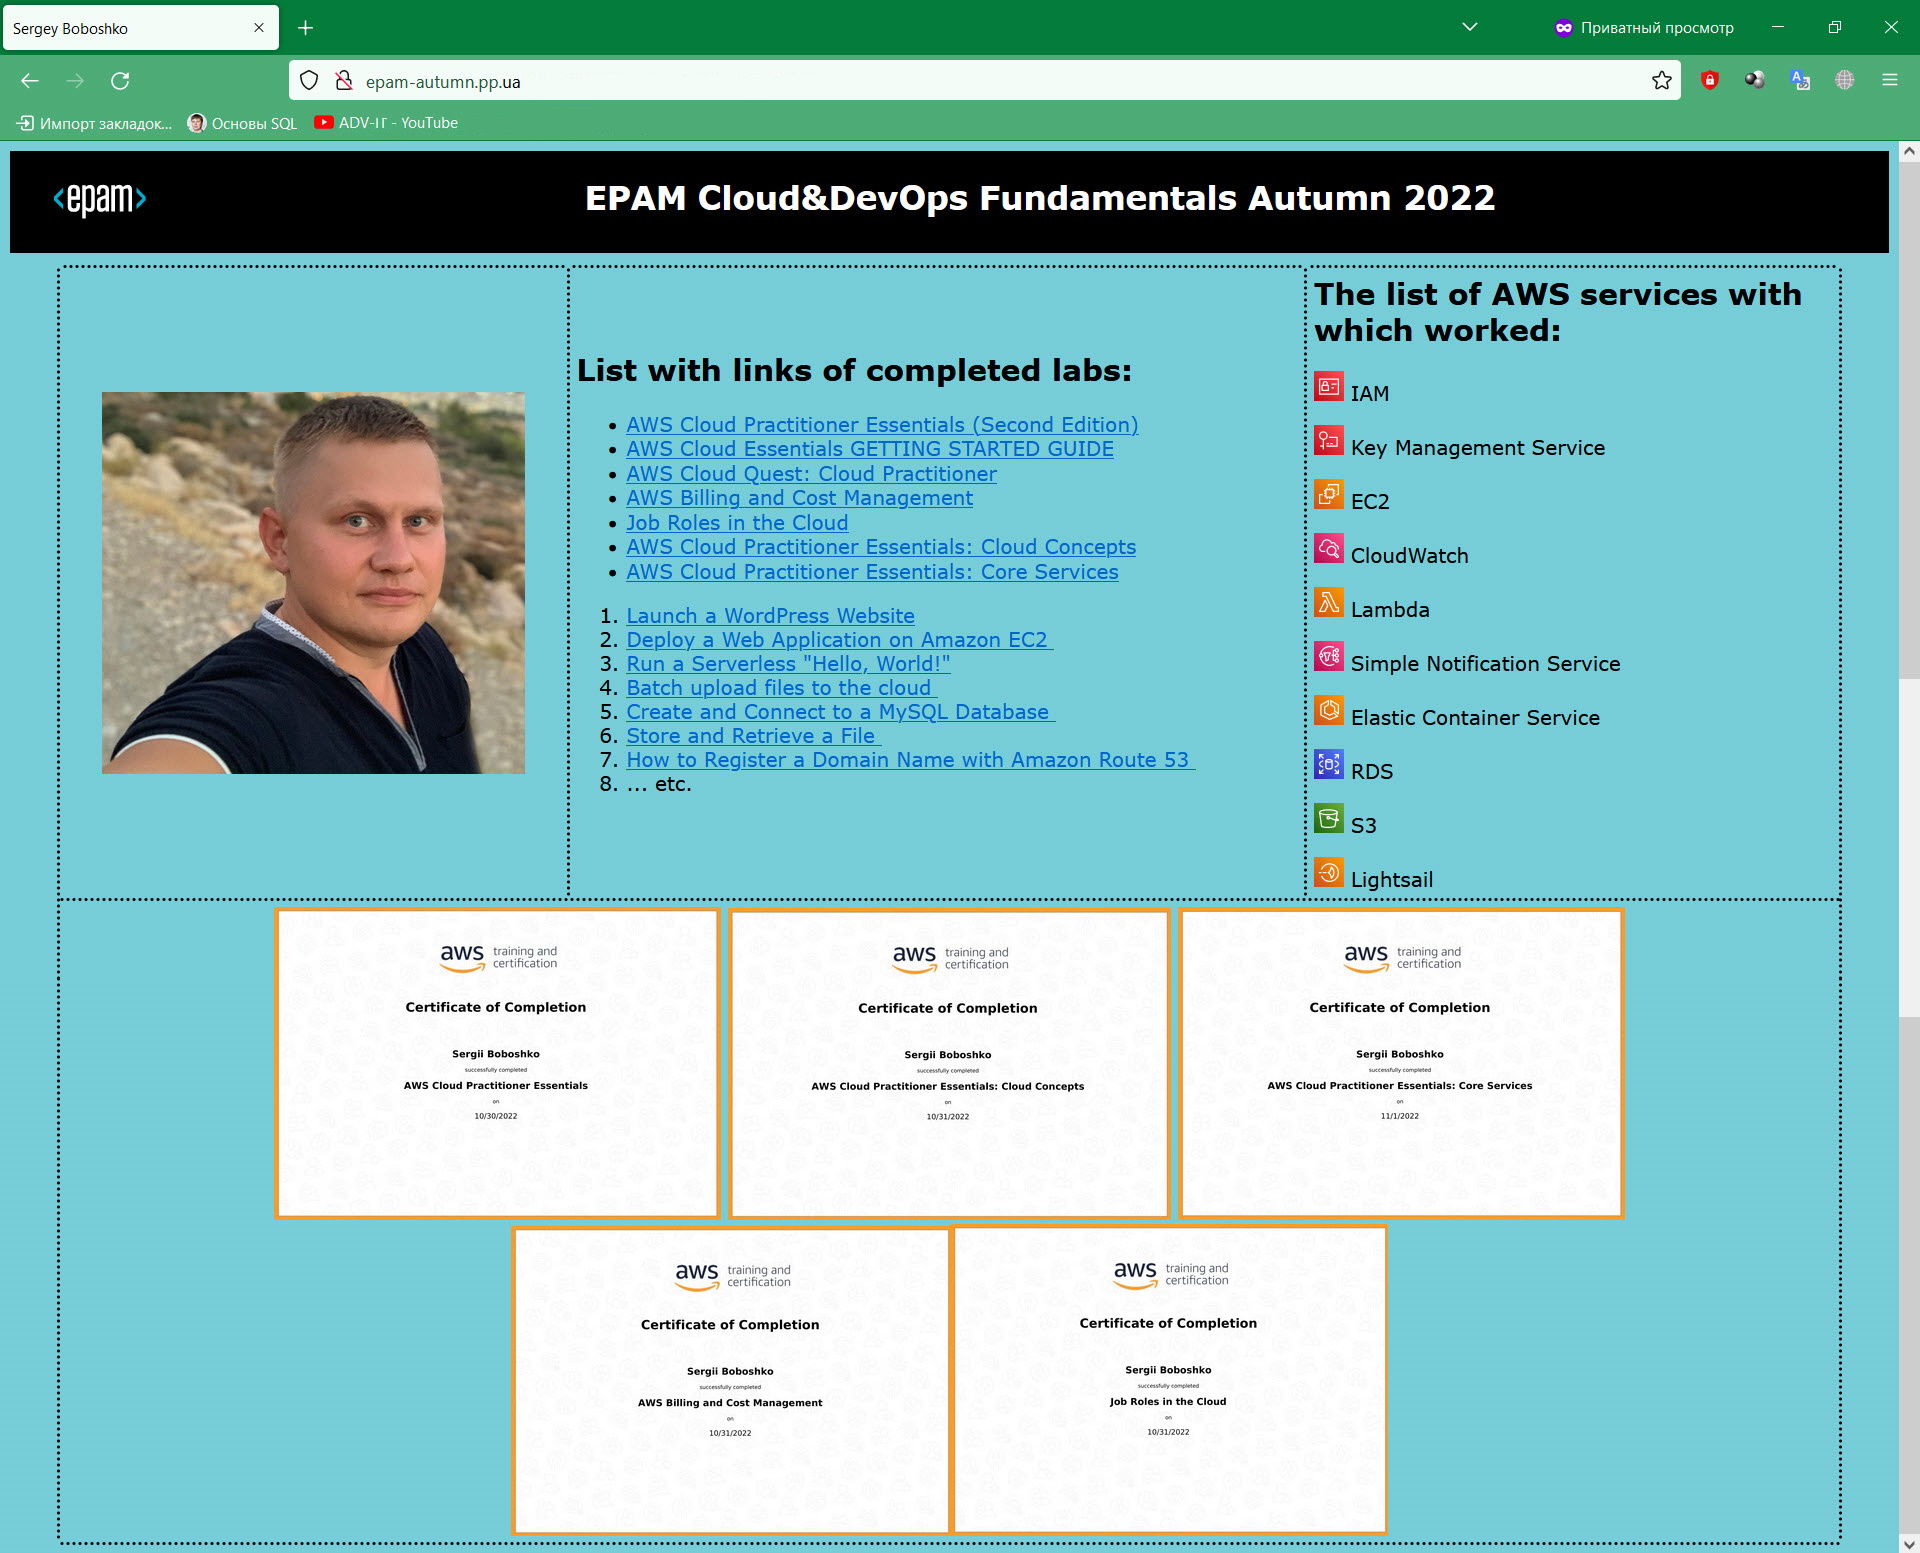 Sergey Boboshko
Приватный просмотр
epam-autumn.pp.ua
Импорт закладок...
Основы SQL
ADV-IT - YouTube
<epam>
EPAM Cloud&DevOps Fundamentals Autumn 2022
List with links of completed labs:
• AWS Cloud Practitioner Essentials (Second Edition)
• AWS Cloud Essentials GETTING STARTED GUIDE
• AWS Cloud Quest: Cloud Practitioner
• AWS Billing and Cost Management
• Job Roles in the Cloud
• AWS Cloud Practitioner Essentials: Cloud Concepts
• AWS Cloud Practitioner Essentials: Core Services
1. Launch a WordPress Website
2. Deploy a Web Application on Amazon EC2
3. Run a Serverless "Hello, World!"
4. Batch upload files to the cloud
5. Create and Connect to a MySQL Database
6. Store and Retrieve a File
7. How to Register a Domain Name with Amazon Route 53
8. ... etc.
The list of AWS services with
which worked:
IAM
Key Management Service
EC2
CloudWatch
Lambda
Simple Notification Service
Elastic Container Service
RDS
S3
Lightsail
aws training and
certification
Certificate of Completion
Sergii Boboshko
successfully completed
AWS Cloud Practitioner Essentials
on
10/30/2022
aws training and
certification
Certificate of Completion
Sergii Boboshko
successfully completed
AWS Cloud Practitioner Essentials: Cloud Concepts
on
10/31/2022
aws training and
certification
Certificate of Completion
Sergii Boboshko
successfully completed
AWS Cloud Practitioner Essentials: Core Services
on
11/1/2022
aws training and
certification
Certificate of Completion
Sergii Boboshko
successfully completed
AWS Billing and Cost Management
on
10/31/2022
aws training and
certification
Certificate of Completion
Sergii Boboshko
successfully completed
Job Roles in the Cloud
on
10/31/2022